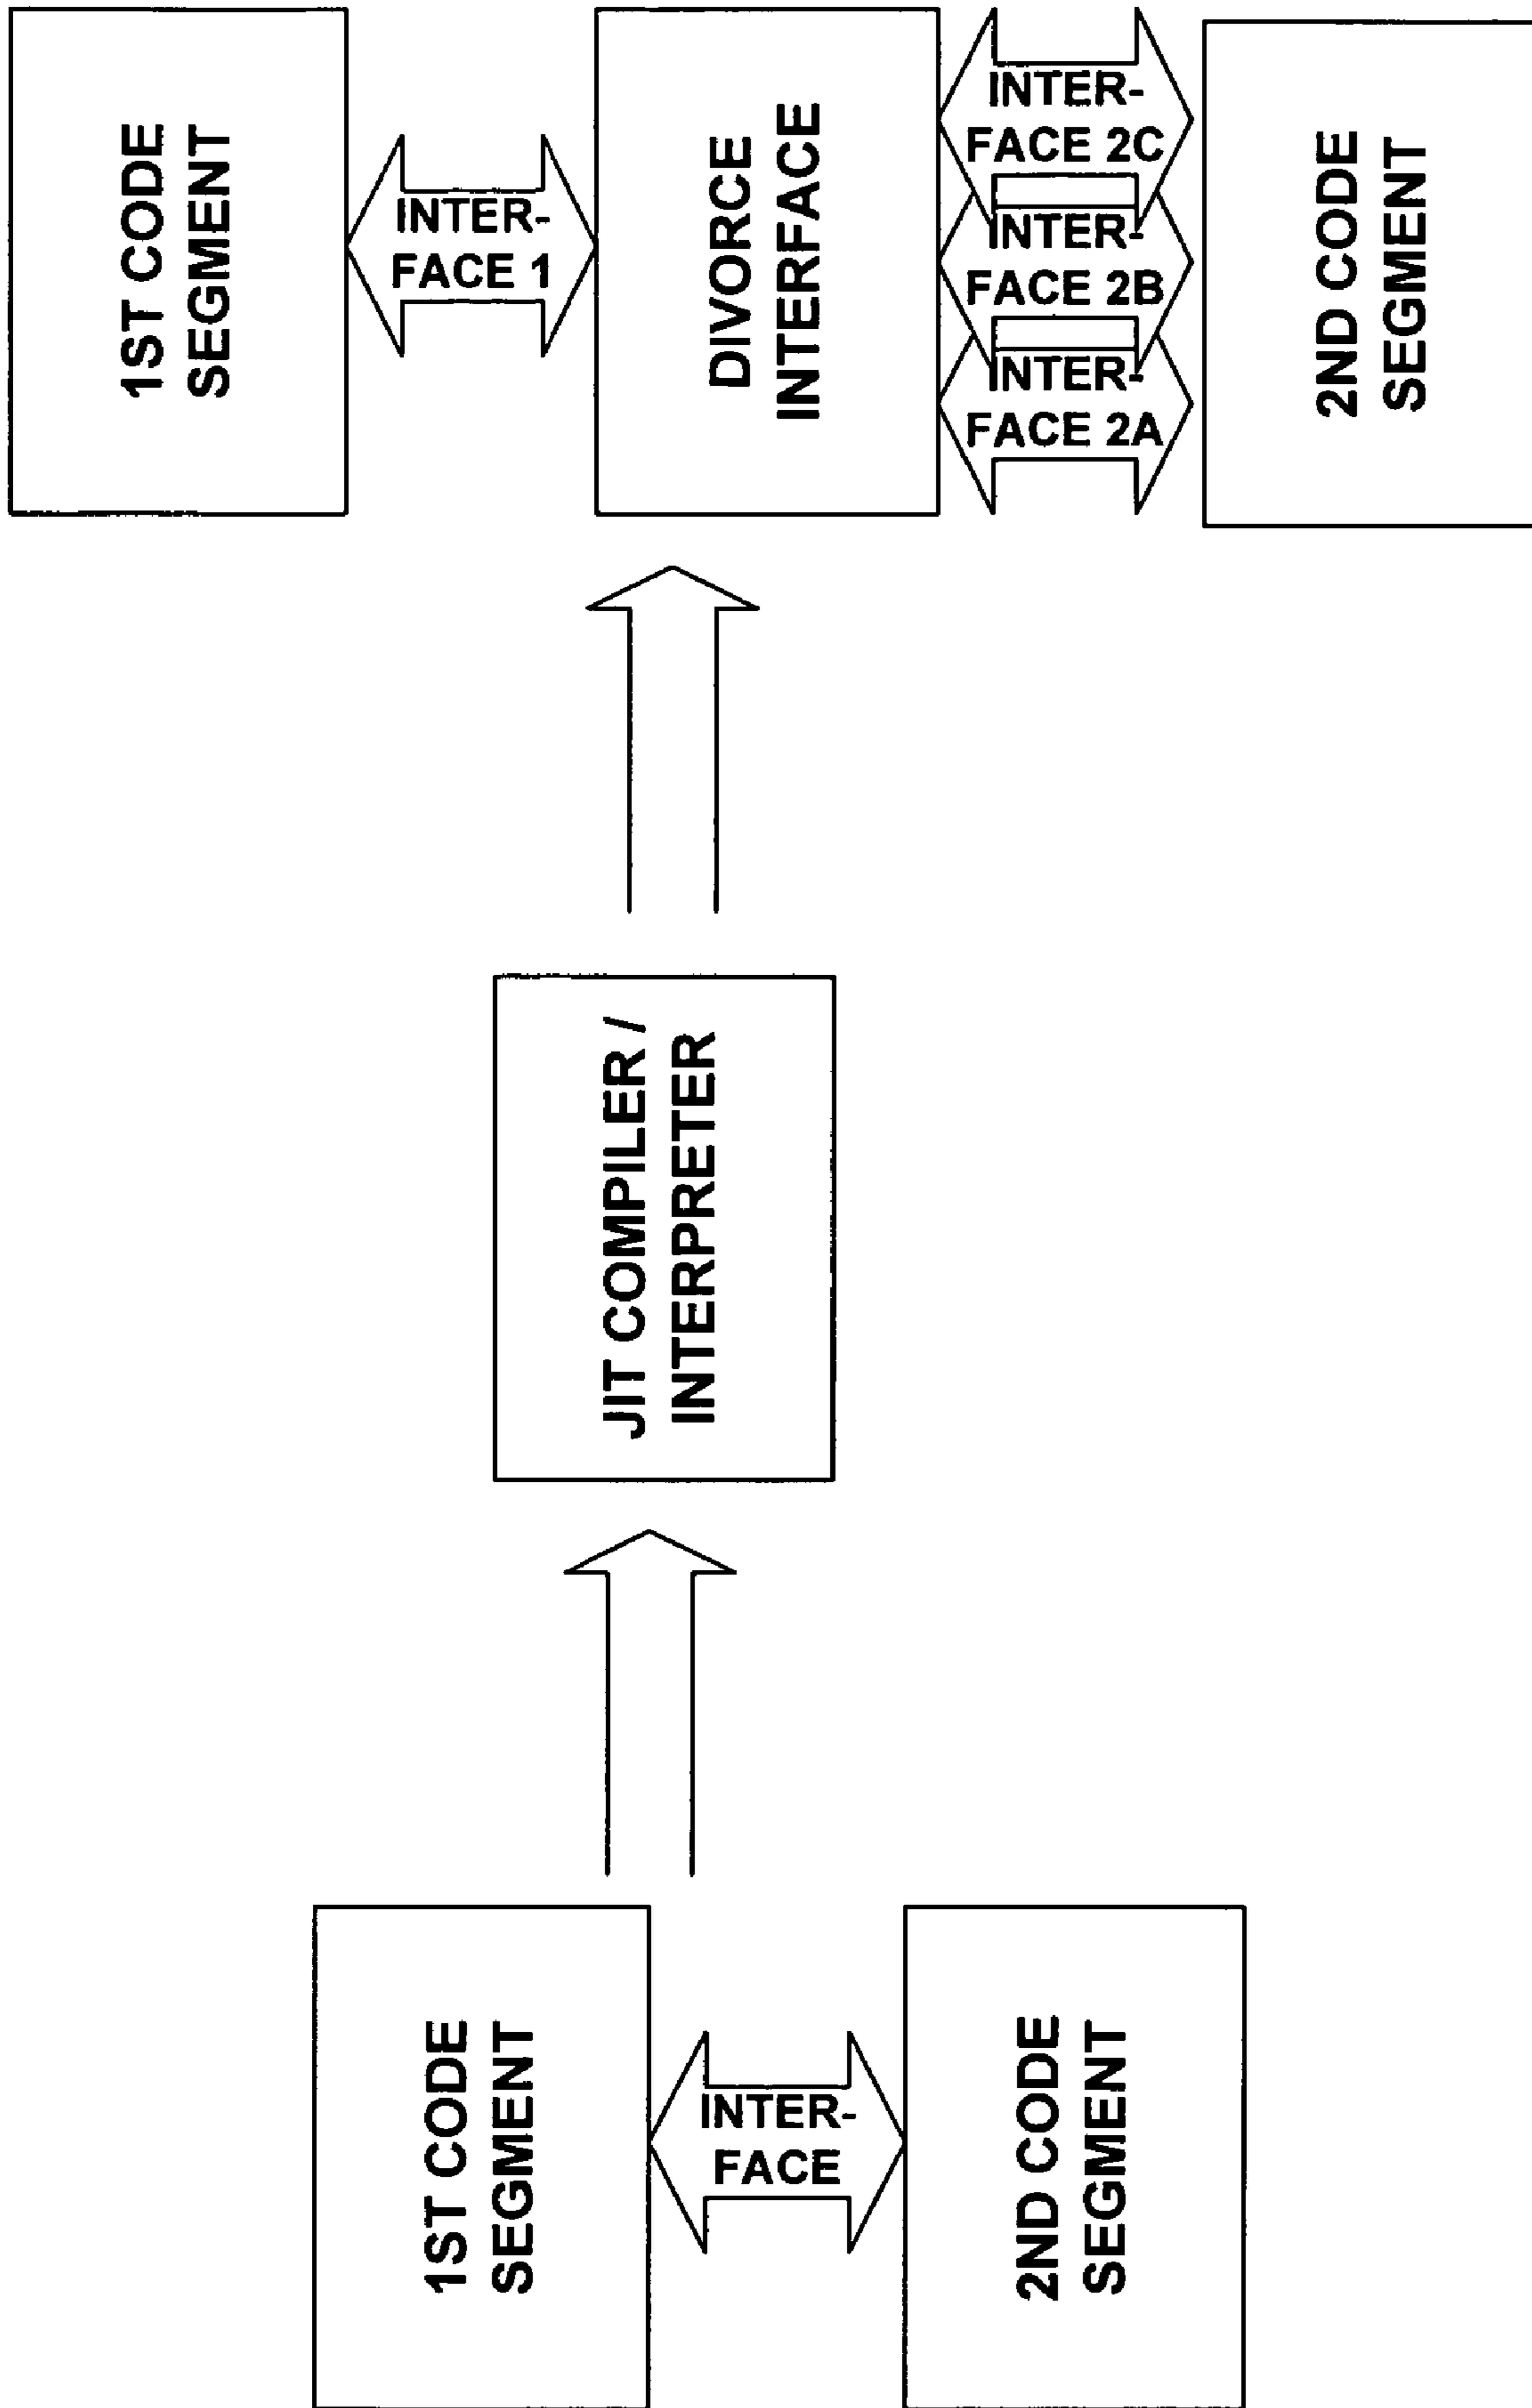 1ST CODE
SEGMENT
INTER-
FACE
2ND CODE
SEGMENT
JIT COMPILER /
INTERPRETER
1ST CODE
SEGMENT
INTER-
FACE 1
DIVORCE
INTERFACE
INTER-
FACE 2C
INTER-
FACE 2B
INTER-
FACE 2A
2ND CODE
SEGMENT